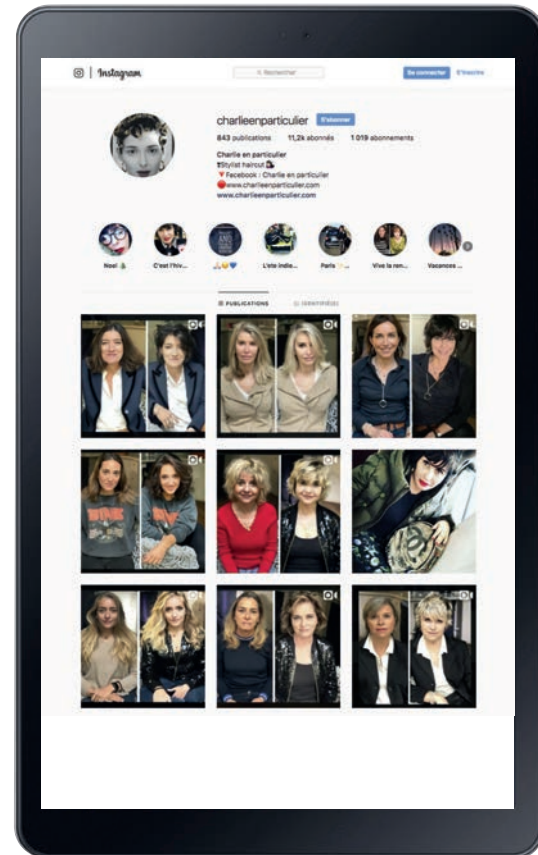 Instagram
Rechercher
Se connecter
S'inscrire
charlieenparticulier
S'abonner
843 publications 11,2k abonnés 1 019 abonnements
Charlie en particulier
Stylist haircut
Facebook : Charlie en particulier
www.charlieenparticulier.com
www.charlieenparticulier.com
Noel
C'est l'hiv...
L'ete indie...
Paris
Vive la ren...
Vacances ...
PUBLICATIONS
IDENTIFIÉ(E)